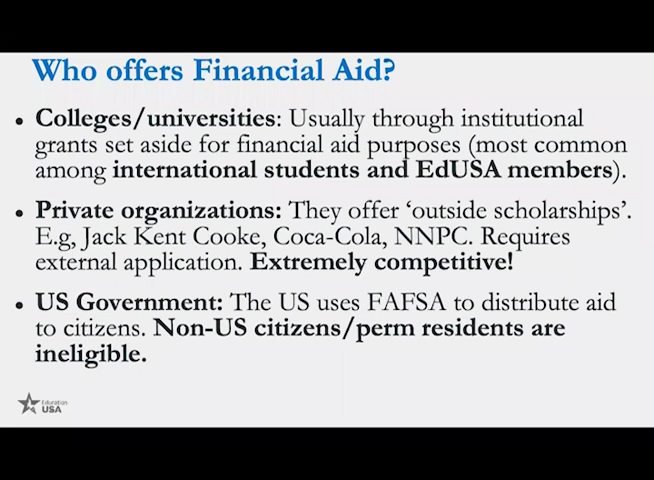 Who offers Financial Aid?
• Colleges/universities: Usually through institutional
grants set aside for financial aid purposes (most common
among international students and EdUSA members).
• Private organizations: They offer ‘outside scholarships’.
E.g, Jack Kent Cooke, Coca-Cola, NNPC. Requires
external application. Extremely competitive!
• US Government: The US uses FAFSA to distribute aid
to citizens. Non-US citizens/perm residents are
ineligible.
Education
USA